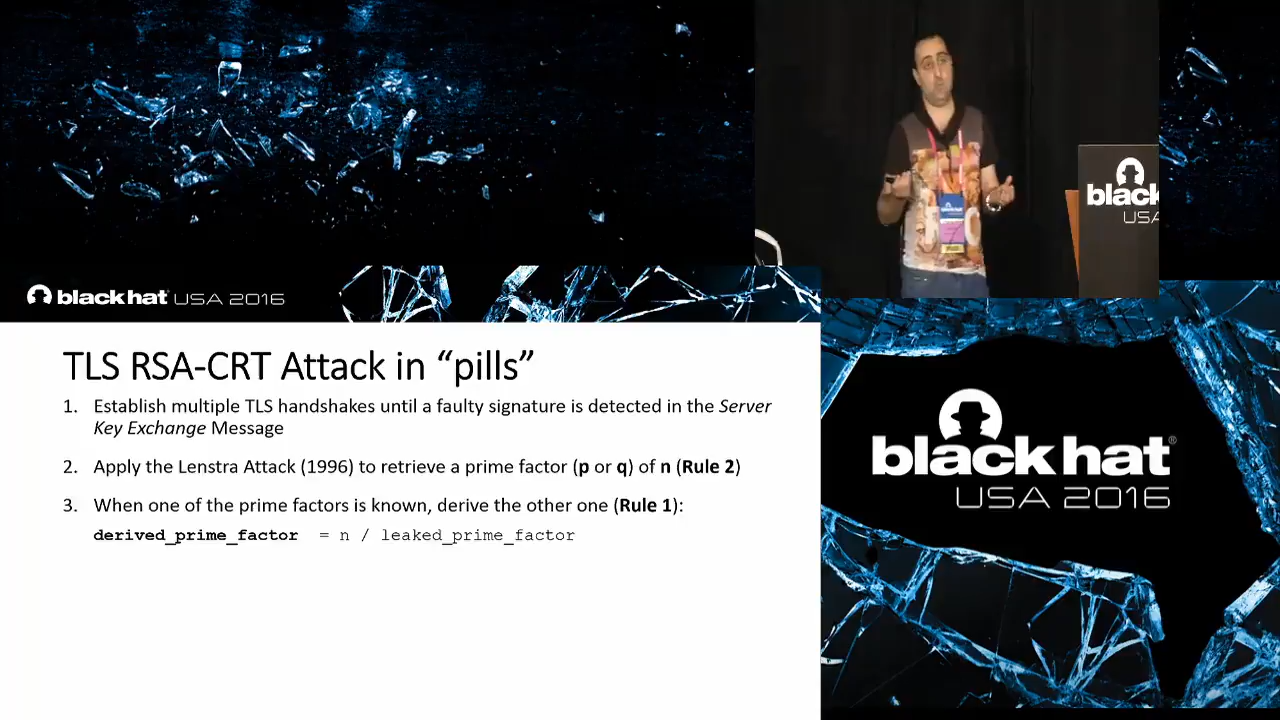 black hat
USA
black hat® USA 2016
TLS RSA-CRT Attack in “pills”
1. Establish multiple TLS handshakes until a faulty signature is detected in the Server
Key Exchange Message
2. Apply the Lenstra Attack (1996) to retrieve a prime factor (p or q) of n (Rule 2)
3. When one of the prime factors is known, derive the other one (Rule 1):
derived_prime_factor = n / leaked_prime_factor
black hat®
USA 2016